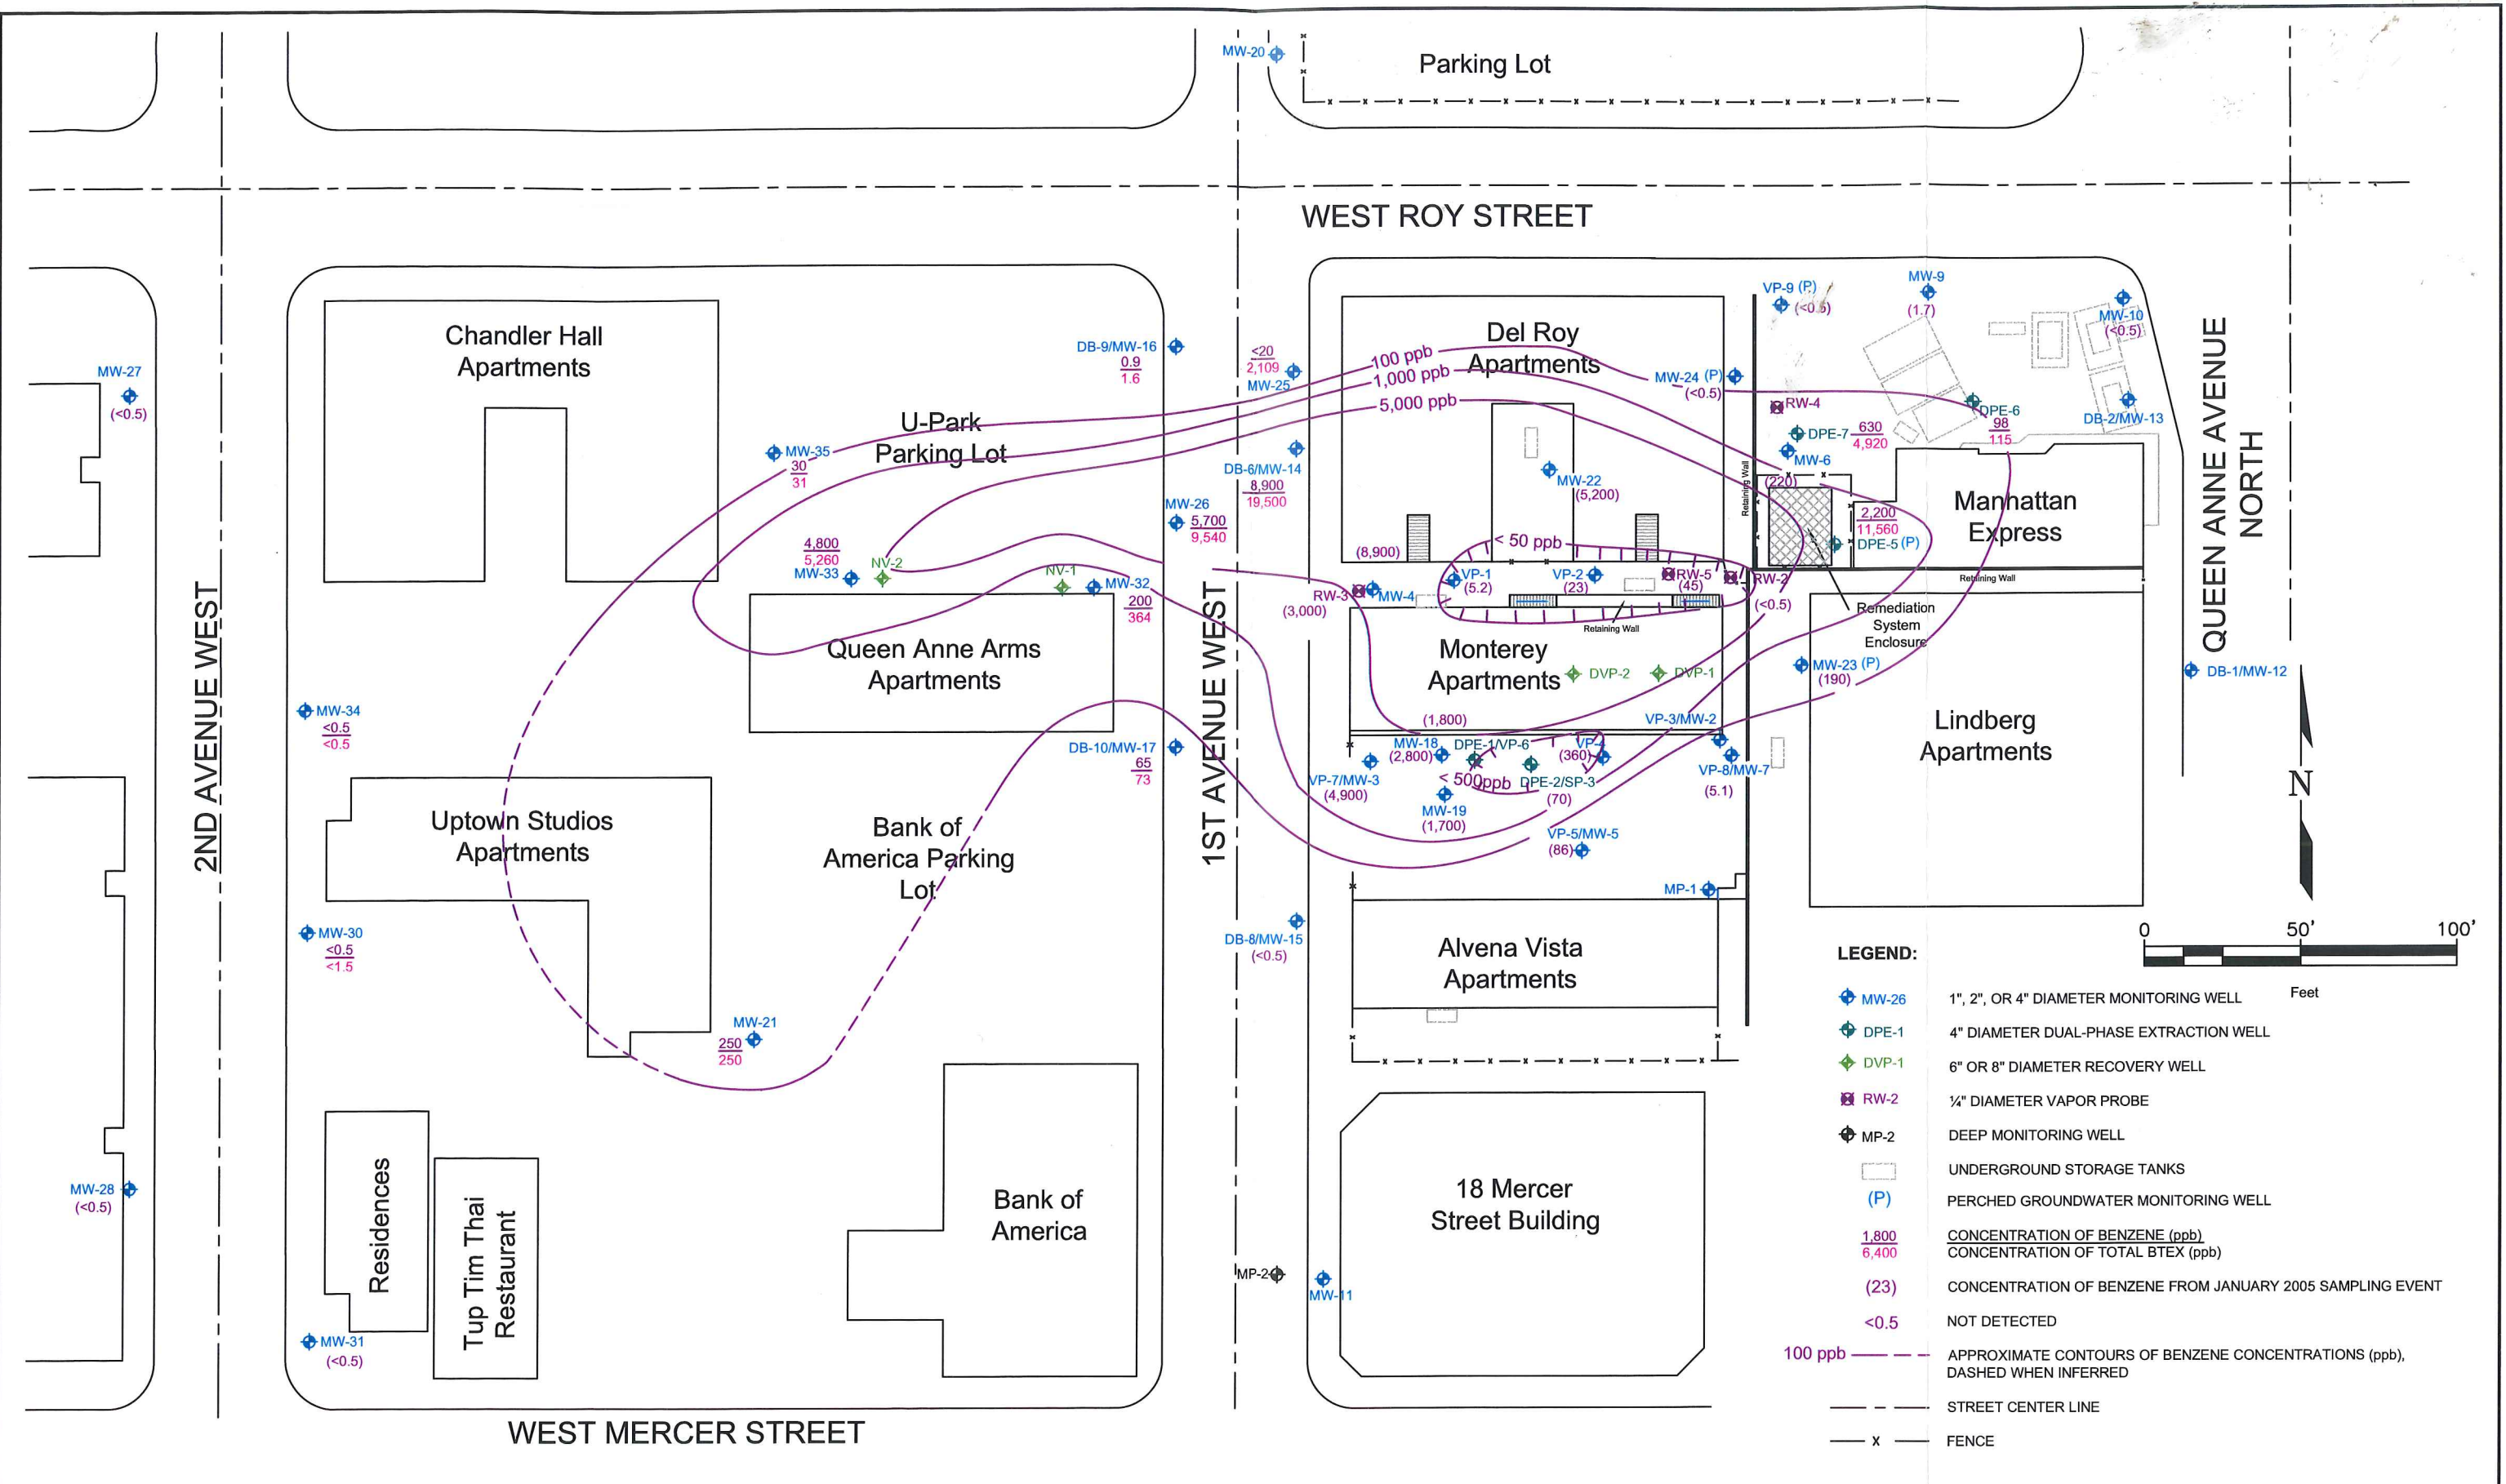 MW-20
Parking Lot
WEST ROY STREET
Chandler Hall
Apartments
MW-27
(<0.5)
U-Park
Parking Lot
MW-35
30
31
DB-9/MW-16
0.9
1.6
<20
2,109
MW-25
DB-6/MW-14
8,900
19,500
MW-26
5,700
9,540
4,800
5,260
MW-33
NV-2
NV-1
MW-32
200
364
Queen Anne Arms
Apartments
2ND AVENUE WEST
1ST AVENUE WEST
QUEEN ANNE AVENUE
NORTH
100 ppb
1,000 ppb
5,000 ppb
Del Roy
Apartments
MW-24 (P)
(<0.5)
VP-9 (P)
(<0.5)
MW-9
(1.7)
MW-10
(<0.5)
DB-2/MW-13
RW-4
DPE-7
630
4,920
DPE-6
98
115
MW-6
(220)
Retaining Wall
MW-22
(5,200)
Manhattan
Express
2,200
11,560
DPE-5 (P)
(8,900)
< 50 ppb
VP-1
(5.2)
VP-2
(23)
RW-5
(45)
RW-2
(<0.5)
RW-3
MW-4
(3,000)
Retaining Wall
Retaining Wall
Remediation
System
Enclosure
Monterey
Apartments
DVP-2
DVP-1
MW-23 (P)
(190)
DB-1/MW-12
Lindberg
Apartments
(1,800)
VP-3/MW-2
MW-18
(2,800)
DPE-1/VP-6
VP-4
(360)
VP-7/MW-3
(4,900)
< 500ppb
DPE-2/SP-3
(70)
VP-8/MW-7
(5.1)
MW-19
(1,700)
VP-5/MW-5
(86)
MP-1
MW-34
<0.5
<0.5
DB-10/MW-17
65
73
Uptown Studios
Apartments
Bank of
America Parking
Lot
MW-30
<0.5
<1.5
DB-8/MW-15
(<0.5)
Alvena Vista
Apartments
MW-21
250
250
MW-28
(<0.5)
Residences
Tup Tim Thai
Restaurant
Bank of
America
18 Mercer
Street Building
MP-2
MW-11
MW-31
(<0.5)
WEST MERCER STREET
N
0 50' 100'
Feet
LEGEND:
MW-26 1", 2", OR 4" DIAMETER MONITORING WELL
DPE-1 4" DIAMETER DUAL-PHASE EXTRACTION WELL
DVP-1 6" OR 8" DIAMETER RECOVERY WELL
RW-2 ¼" DIAMETER VAPOR PROBE
MP-2 DEEP MONITORING WELL
UNDERGROUND STORAGE TANKS
(P) PERCHED GROUNDWATER MONITORING WELL
1,800 CONCENTRATION OF BENZENE (ppb)
6,400 CONCENTRATION OF TOTAL BTEX (ppb)
(23) CONCENTRATION OF BENZENE FROM JANUARY 2005 SAMPLING EVENT
<0.5 NOT DETECTED
100 ppb APPROXIMATE CONTOURS OF BENZENE CONCENTRATIONS (ppb),
DASHED WHEN INFERRED
STREET CENTER LINE
x FENCE